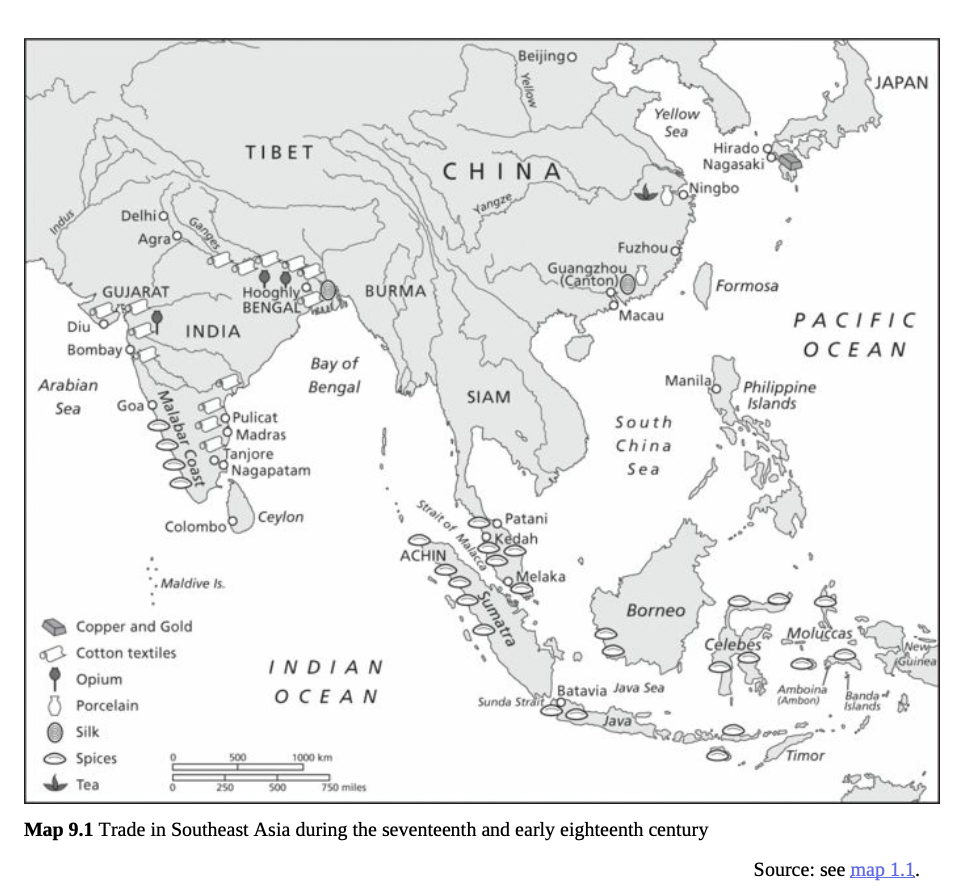 Beijing
Yellow
JAPAN
Yellow
Sea
TIBET
CHINA
Hirado
Nagasaki
Yangze
Ningbo
Indus
Delhi
Ganges
Agra
Fuzhou
Guangzhou
(Canton)
Formosa
GUJARAT
Hooghly
BENGAL
BURMA
Macau
Diu
INDIA
PACIFIC
OCEAN
Bombay
Bay of
Bengal
Arabian
Sea
Manila
Philippine
Islands
SIAM
Goa
Malabar Coast
Pulicat
Madras
South
China
Sea
Tanjore
Nagapatam
Colombo
Ceylon
Strait of
Malacca
Patani
Kedah
ACHIN
Melaka
Maldive Is.
Sumatra
Borneo
Celebes
Moluccas
New
Guinea
Copper and Gold
Cotton textiles
Opium
Porcelain
Silk
Spices
Tea
INDIAN
OCEAN
Sunda Strait
Batavia
Java Sea
Java
Amboina
(Ambon)
Banda
Islands
Timor
0 500 1000 km
0 250 500 750 miles
Map 9.1 Trade in Southeast Asia during the seventeenth and early eighteenth century
Source: see map 1.1.